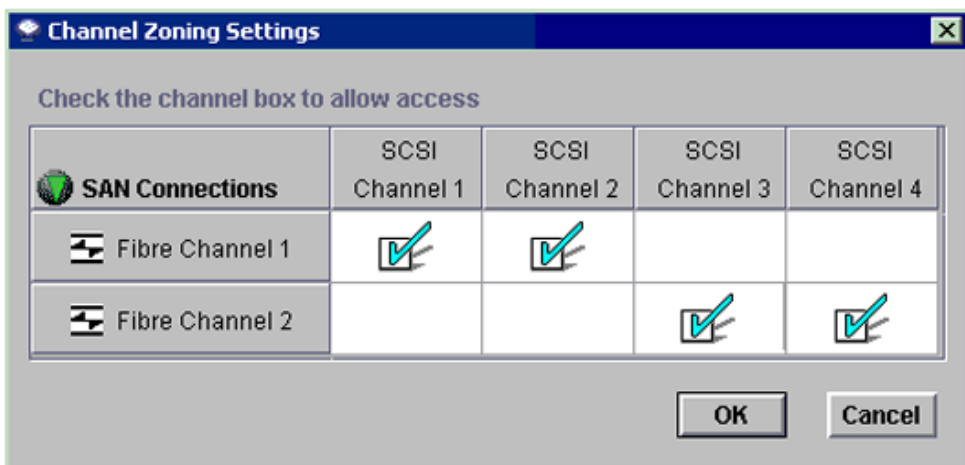 Channel Zoning Settings
Check the channel box to allow access
SAN Connections
SCSI Channel 1
SCSI Channel 2
SCSI Channel 3
SCSI Channel 4
Fibre Channel 1
Fibre Channel 2
OK
Cancel